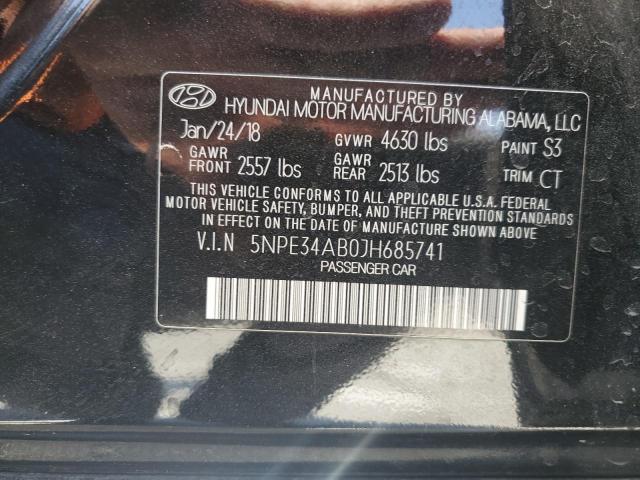 MANUFACTURED BY
HYUNDAI MOTOR MANUFACTURING ALABAMA, LLC
Jan/24/18 GVWR 4630 lbs PAINT S3
GAWR FRONT 2557 lbs GAWR REAR 2513 lbs TRIM CT
THIS VEHICLE CONFORMS TO ALL APPLICABLE U.S.A. FEDERAL
MOTOR VEHICLE SAFETY, BUMPER, AND THEFT PREVENTION STANDARDS
IN EFFECT ON THE DATE OF MANUFACTURE SHOWN ABOVE.
V.I.N 5NPE34AB0JH685741
PASSENGER CAR